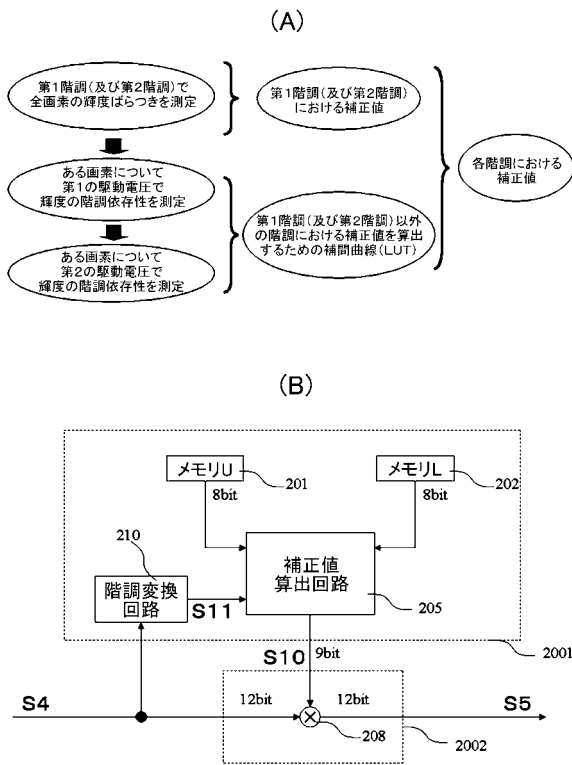 (A)
第1階調(及び第2階調)で
全画素の輝度ばらつきを測定
第1階調(及び第2階調)
における補正値
ある画素について
第1の駆動電圧で
輝度の階調依存性を測定
第1階調(及び第2階調)以外
の階調における補正値を算出
するための補間曲線(LUT)
各階調における
補正値
ある画素について
第2の駆動電圧で
輝度の階調依存性を測定
(B)
メモリU
201
メモリL
202
8bit
8bit
210
階調変換
回路
S11
補正値
算出回路
205
S10
9bit
2001
S4
12bit
12bit
S5
208
2002